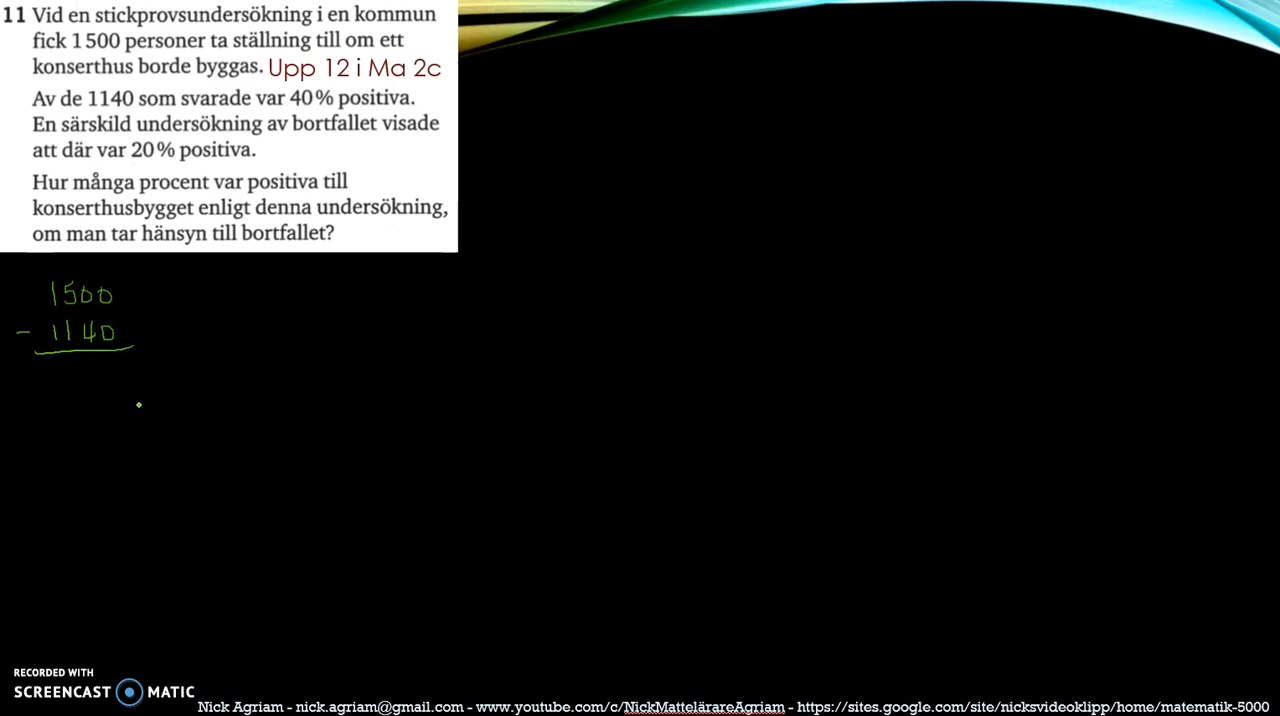 11 Vid en stickprovsundersökning i en kommun
fick 1 500 personer ta ställning till om ett
konserthus borde byggas. Upp 12 i Ma 2c
Av de 1140 som svarade var 40 % positiva.
En särskild undersökning av bortfallet visade
att där var 20 % positiva.
Hur många procent var positiva till
konserthusbygget enligt denna undersökning,
om man tar hänsyn till bortfallet?
1500
- 1140
RECORDED WITH
SCREENCAST MATIC
Nick Agriam - nick.agriam@gmail.com - www.youtube.com/c/NickMattelärareAgriam - https://sites.google.com/site/nicksvideoklipp/home/matematik-5000